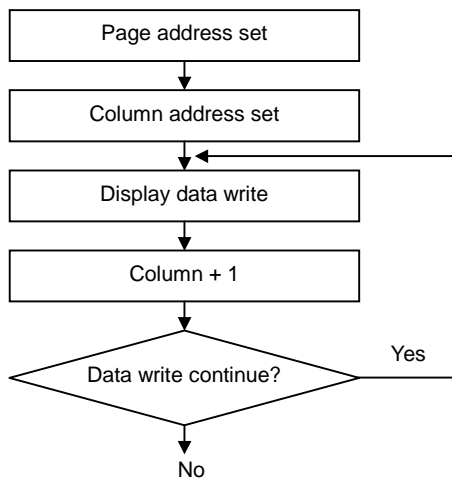 Page address set
Column address set
Display data write
Column + 1
Data write continue?
Yes
No